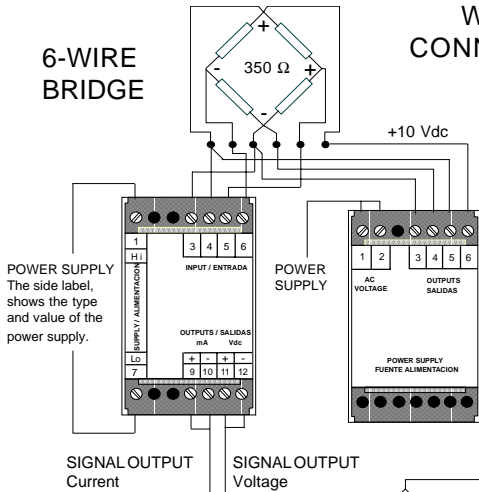 W
CONN
6-WIRE
BRIDGE
350 Ω
+
-
+
-
+10 Vdc
1
Hi
3 4 5 6
INPUT / ENTRADA
SUPPLY / ALIMENTACION
POWER SUPPLY
The side label,
shows the type
and value of the
power supply.
OUTPUTS / SALIDAS
mA Vdc
Lo
+ - + -
7
9 10 11 12
POWER
SUPPLY
1 2 3 4 5 6
AC
VOLTAGE
OUTPUTS
SALIDAS
POWER SUPPLY
FUENTE ALIMENTACION
SIGNAL OUTPUT
Current
SIGNAL OUTPUT
Voltage